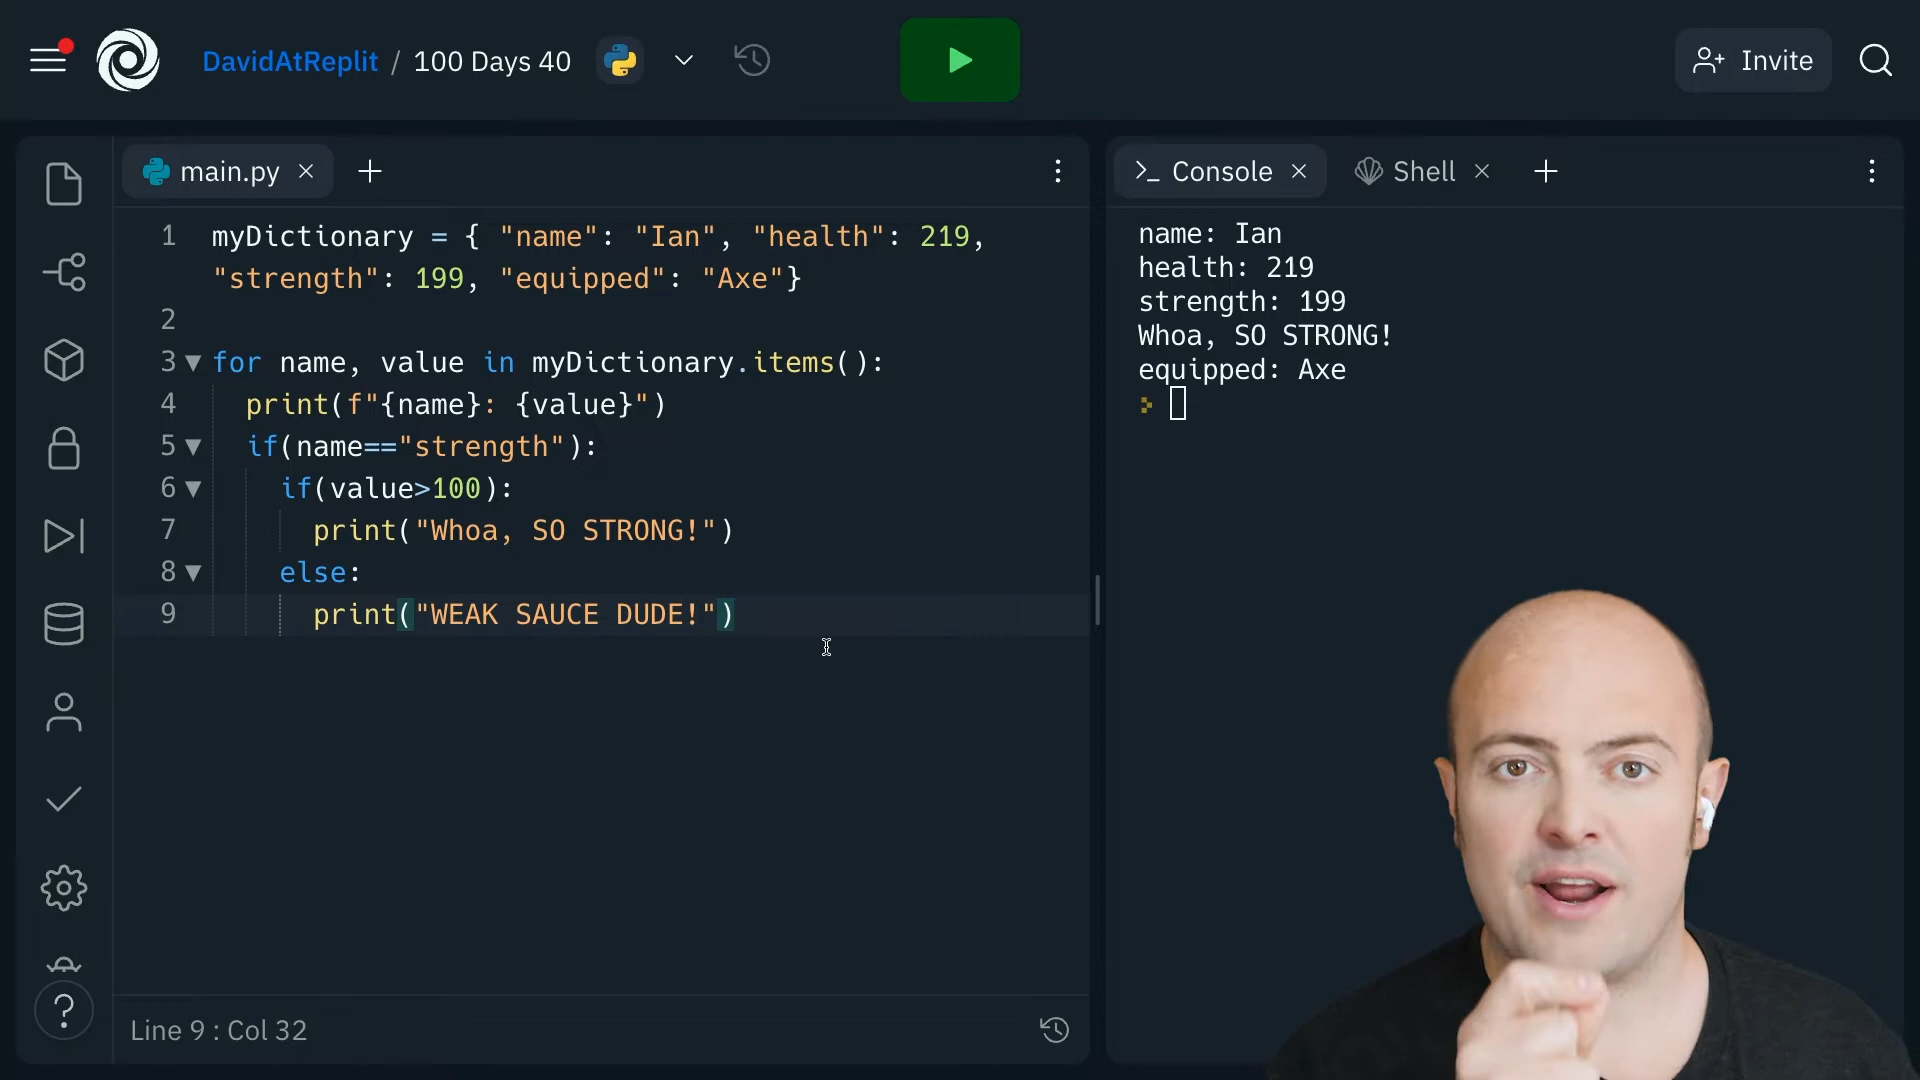 DavidAtReplit / 100 Days 40
Invite
main.py
Console
Shell
1 myDictionary = { "name": "Ian", "health": 219,
"strength": 199, "equipped": "Axe"}
2
3 for name, value in myDictionary.items():
4 print(f"{name}: {value}")
5 if(name=="strength"):
6 if(value>100):
7 print("Whoa, SO STRONG!")
8 else:
9 print("WEAK SAUCE DUDE!")
Line 9 : Col 32
name: Ian
health: 219
strength: 199
Whoa, SO STRONG!
equipped: Axe